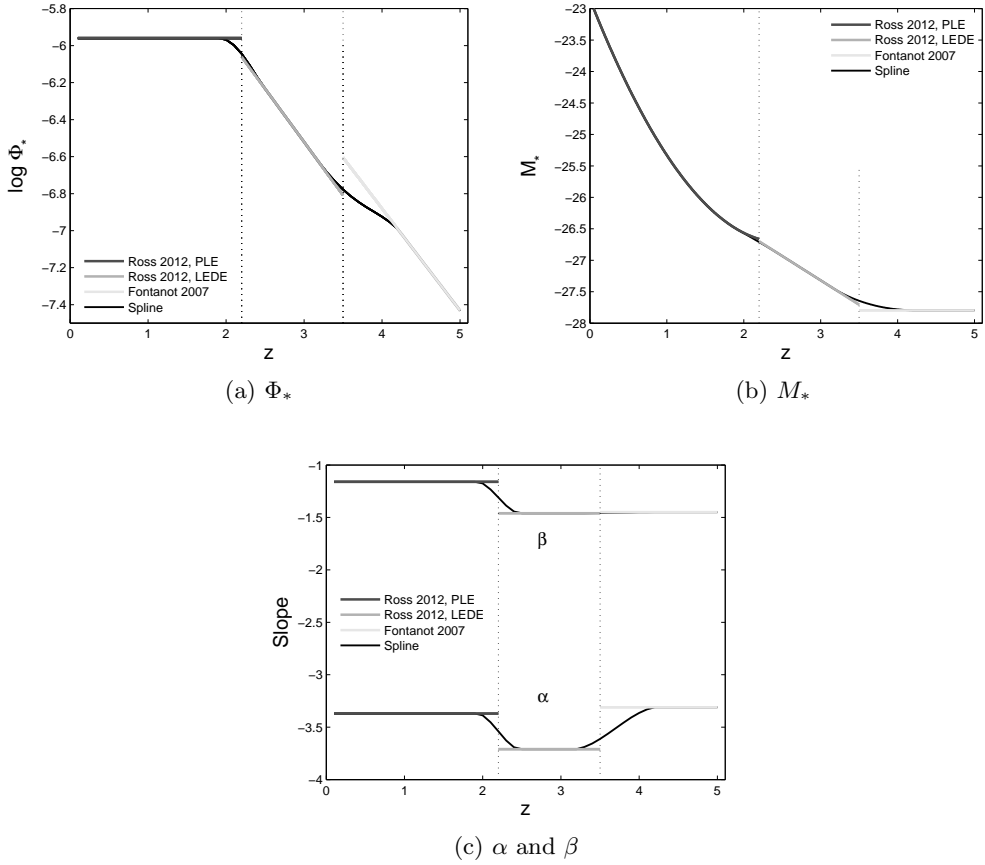 −5.8
−6
−6.2
−6.4
−6.6
−6.8
−7
−7.2
−7.4
log Φ*
Ross 2012, PLE
Ross 2012, LEDE
Fontanot 2007
Spline
0 1 2 3 4 5
z
(a) Φ*
−23
−23.5
−24
−24.5
−25
−25.5
−26
−26.5
−27
−27.5
−28
M*
Ross 2012, PLE
Ross 2012, LEDE
Fontanot 2007
Spline
0 1 2 3 4 5
z
(b) M*
−1
−1.5
−2
−2.5
−3
−3.5
−4
Slope
β
Ross 2012, PLE
Ross 2012, LEDE
Fontanot 2007
Spline
α
0 1 2 3 4 5
z
(c) α and β